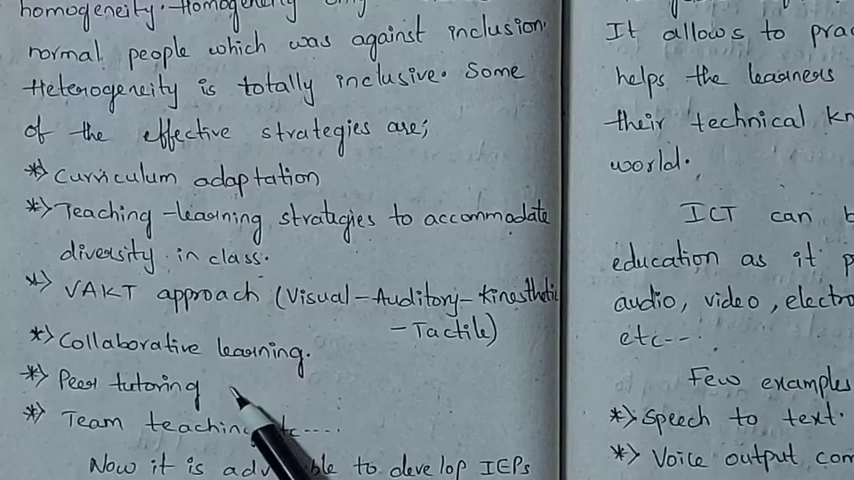 homogeneity. Homogeneity only
normal people which was against inclusion.
Heterogeneity is totally inclusive. Some
of the effective strategies are;
*> Curriculum adaptation
*> Teaching-learning strategies to accommodate
diversity in class.
*> VAKT approach (Visual-Auditory-Kinesthetic
-Tactile)
*> Collaborative learning.
*> Peer tutoring
*> Team teaching etc----.
Now it is advisable to develop IEPs
It allows to
helps the learners
their technical
world.
ICT can
education as it
audio, video, electro
etc---.
Few examples
*> Speech to text.
*> Voice output com